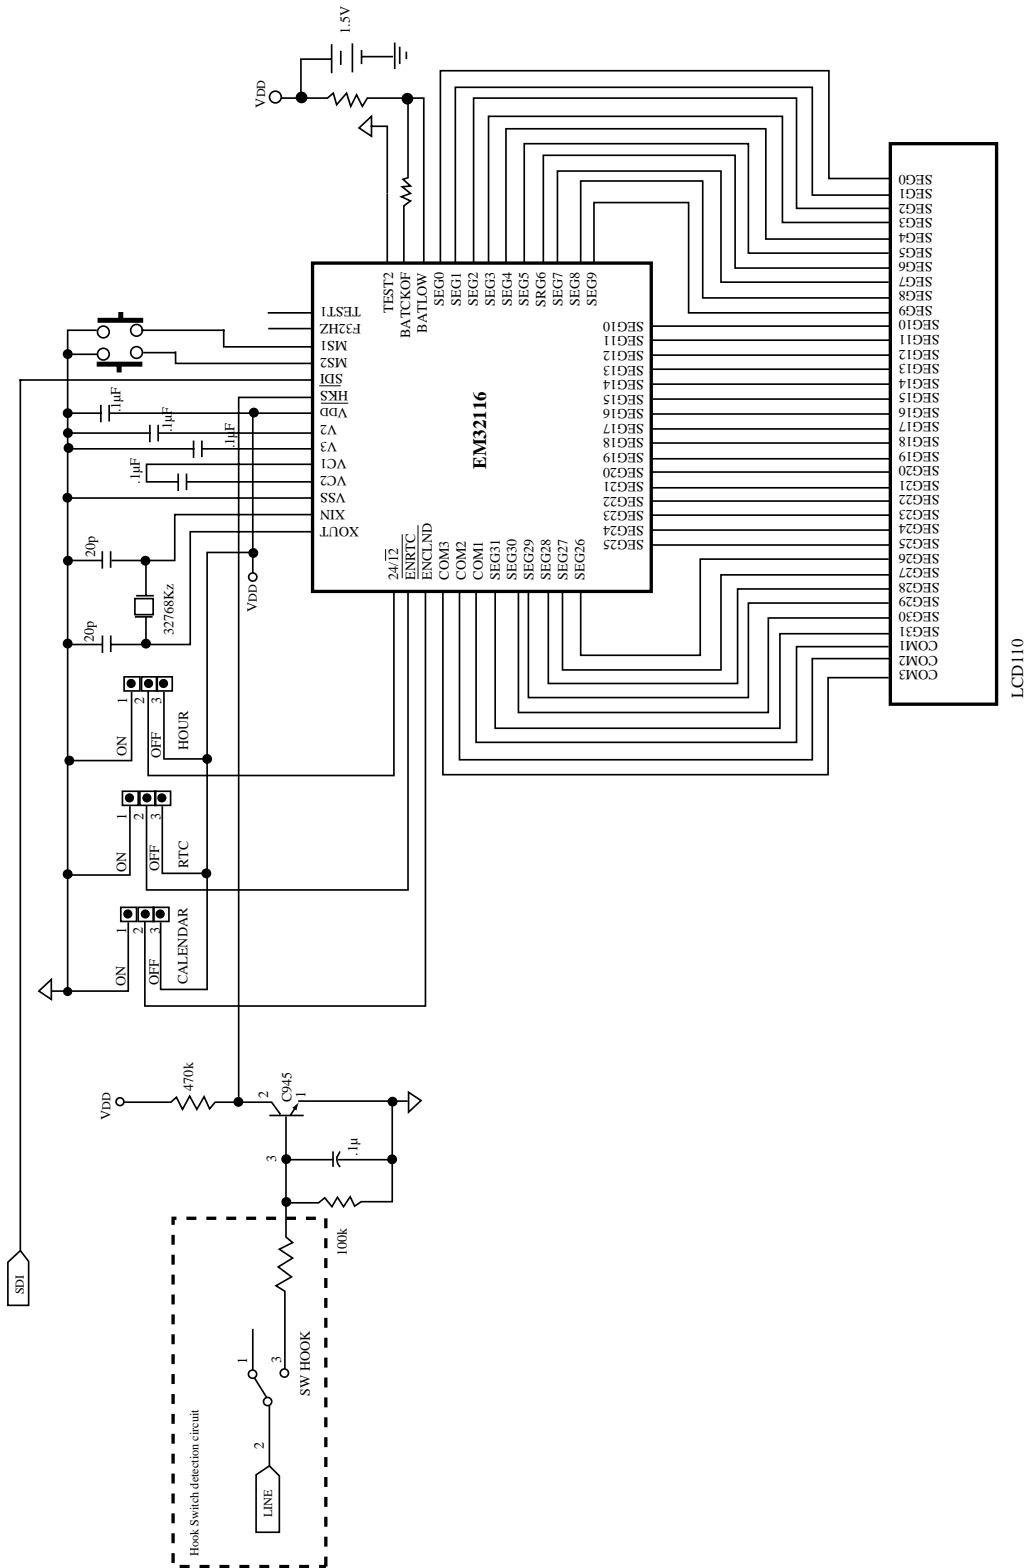 1.5V
VDD
TEST2
BATCKOF
BATLOW
SEG0
SEG1
SEG2
SEG3
SEG4
SEG5
SRG6
SEG7
SEG8
SEG9
TEST1
F32HZ
MS1
MS2
SDI
HKS
VDD
V2
V3
VC1
VC2
VSS
XIN
XOUT
EM32116
SEG10
SEG11
SEG12
SEG13
SEG14
SEG15
SEG16
SEG17
SEG18
SEG19
SEG20
SEG21
SEG22
SEG23
SEG24
SEG25
24/12
ENRTC
ENCLND
COM3
COM2
COM1
SEG31
SEG30
SEG29
SEG28
SEG27
SEG26
SEG0
SEG1
SEG2
SEG3
SEG4
SEG5
SEG6
SEG7
SEG8
SEG9
SEG10
SEG11
SEG12
SEG13
SEG14
SEG15
SEG16
SEG17
SEG18
SEG19
SEG20
SEG21
SEG22
SEG23
SEG24
SEG25
SEG26
SEG27
SEG28
SEG29
SEG30
SEG31
COM1
COM2
COM3
LCD110
.1µF
.1µF
.1µF
.1µF
20p
20p
32768Kz
VDD
1
2
3
ON
OFF
HOUR
1
2
3
ON
OFF
RTC
1
2
3
ON
OFF
CALENDAR
VDD
470k
2
C945
1
3
.1µ
100k
SDI
Hook Switch detection circuit
LINE
2
1
3
SW HOOK